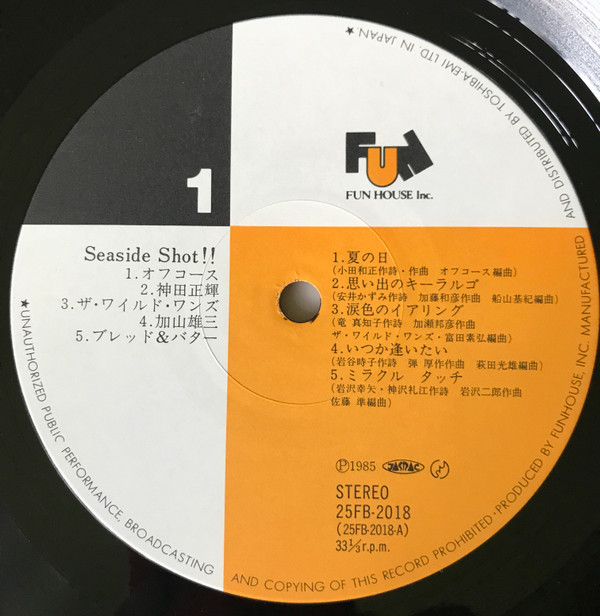 1
FUN
FUN HOUSE Inc.
Seaside Shot!!
1.オフコース
2.神田正輝
3.ザ・ワイルド・ワンズ
4.加山雄三
5.ブレッド&バター
1.夏の日
(小田和正作詩・作曲 オフコース編曲)
2.思い出のキーラルゴ
(安井かずみ作詩 加藤和彦作曲 船山基紀編曲)
3.涙色のイアリング
(竜 真知子作詩 加瀬邦彦作曲
ザ・ワイルド・ワンズ・富田素弘編曲)
4.いつか逢いたい
(岩谷時子作詩 弾 厚作作曲 萩田光雄編曲)
5.ミラクル タッチ
(岩沢幸矢・神沢礼江作詩 岩沢二郎作曲
佐藤 準編曲)
Ⓟ1985 JASRAC
STEREO
25FB-2018
(25FB-2018-A)
33⅓r.p.m.
★UNAUTHORIZED PUBLIC PERFORMANCE, BROADCASTING AND COPYING OF THIS RECORD PROHIBITED・PRODUCED BY FUNHOUSE, INC. MANUFACTURED AND DISTRIBUTED BY TOSHIBA-EMI LTD. IN JAPAN.★